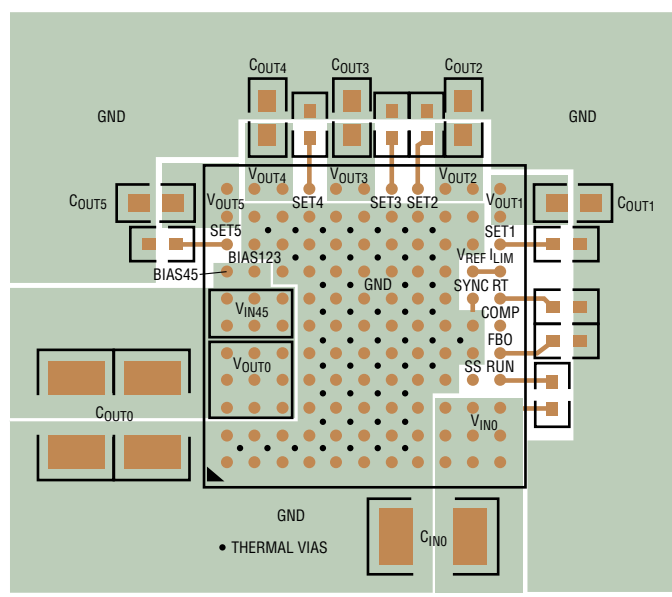 COUT4 COUT3 COUT2
GND GND
VOUT4 VOUT3 VOUT2
COUT5 VOUT5 SET4 SET3 SET2 VOUT1 COUT1
SET5 SET1
BIAS123 VREF ILIM
BIAS45
GND SYNC RT
VIN45 COMP
FBO
VOUT0 SS RUN
COUT0 VIN0
GND CIN0
• THERMAL VIAS